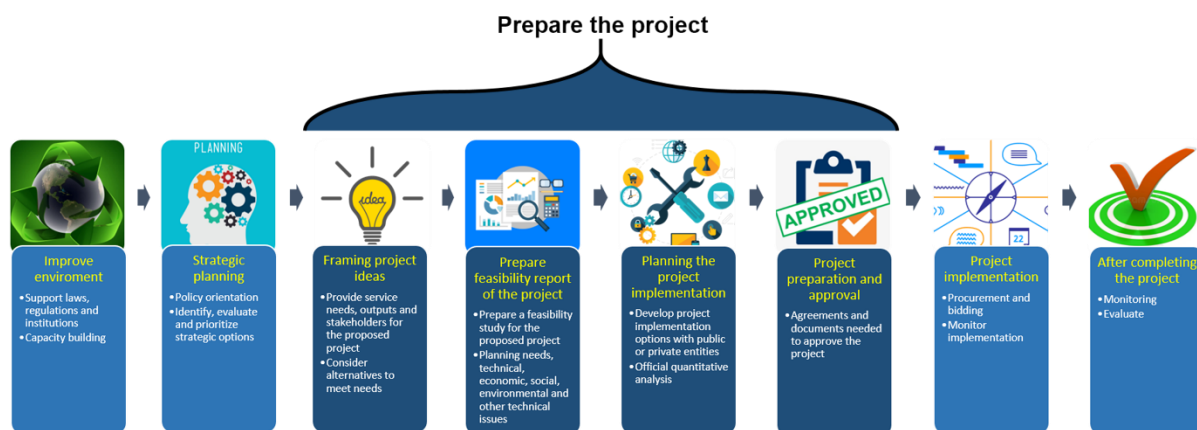 Prepare the project
PLANNING
idea
APPROVED
22
Improve enviroment
•Support laws,
regulations and
institutions
•Capacity building
Strategic
planning
•Policy orientation
•Identify, evaluate
and prioritize
strategic options
Framing project
ideas
•Provide service
needs, outputs and
stakeholders for
the proposed
project
•Consider
alternatives to
meet needs
Prepare
feasibility report
of the project
•Prepare a feasibility
study for the
proposed project
•Planning needs,
technical,
economic, social,
environmental and
other technical
issues
Planning the
project
implementation
•Develop project
implementation
options with public
or private entities
•Official quantitative
analysis
Project
preparation and
approval
•Agreements and
documents needed
to approve the
project
Project
implementation
•Procurement and
bidding
•Monitor
implementation
After completing
the project
•Monitoring
•Evaluate